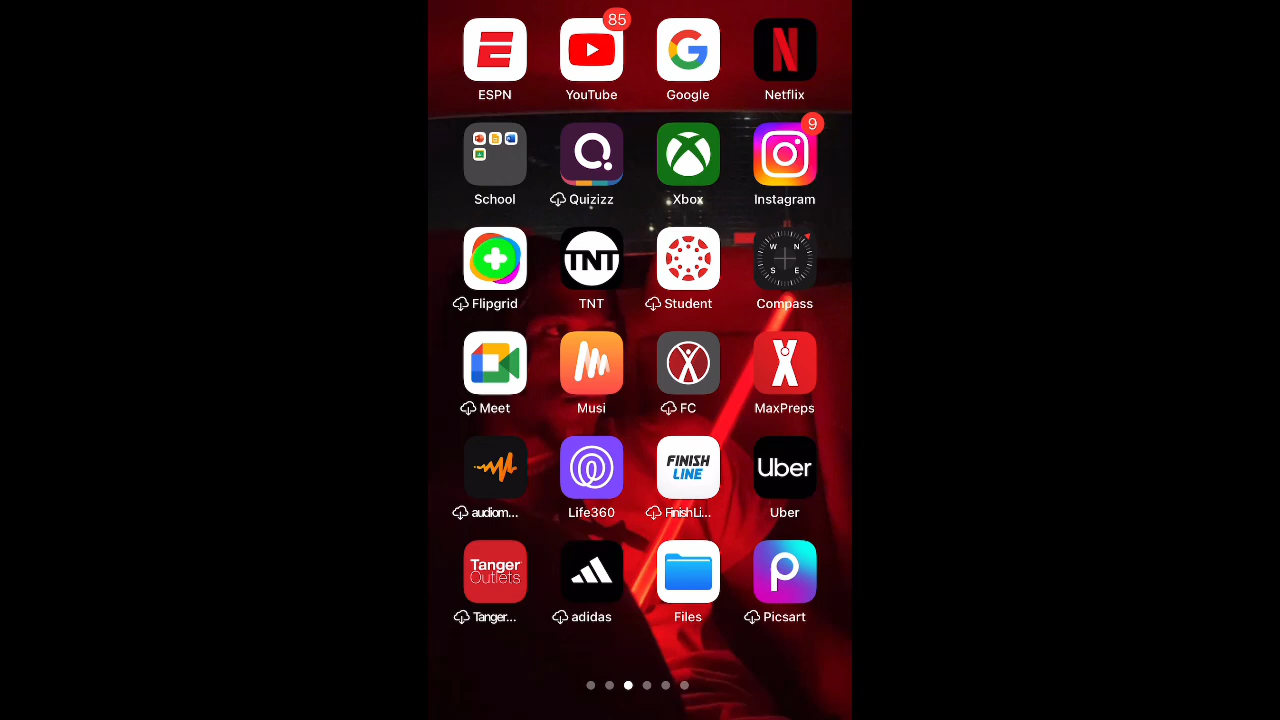 85
ESPN YouTube Google Netflix
9
School Quizizz Xbox Instagram
TNT
W N
S E
Flipgrid TNT Student Compass
Meet Musi FC MaxPreps
FINISH
LINE
Uber
audiom... Life360 FinishLi... Uber
Tanger
Outlets
Tanger... adidas Files Picsart